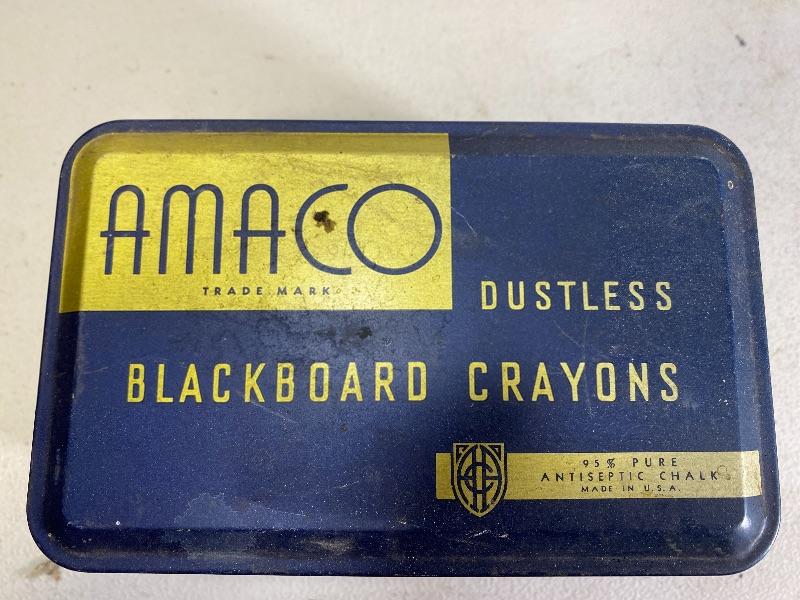 AMACO
TRADE MARK
DUSTLESS
BLACKBOARD CRAYONS
95% PURE
ANTISEPTIC CHALK
MADE IN U.S.A.